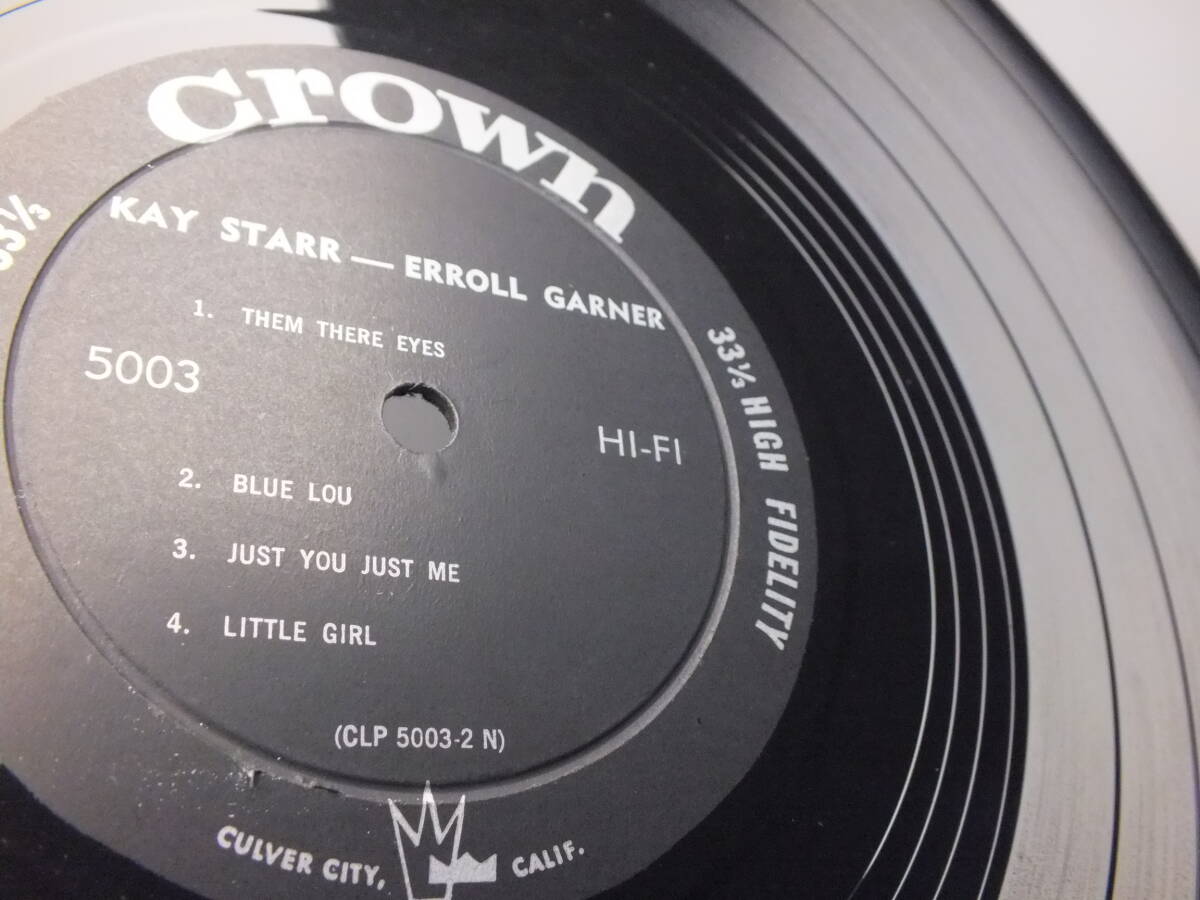 Crown
KAY STARR — ERROLL GARNER
1. THEM THERE EYES
5003
HI-FI
2. BLUE LOU
3. JUST YOU JUST ME
4. LITTLE GIRL
(CLP 5003-2 N)
33⅓ HIGH FIDELITY
33⅓
CULVER CITY, CALIF.